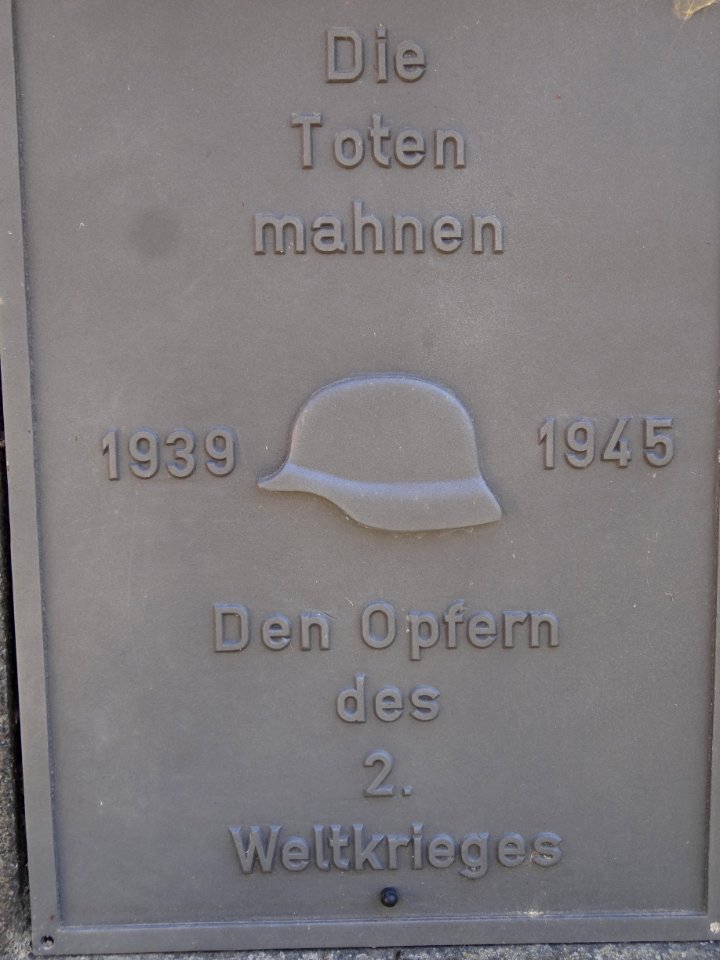 Die
Toten
mahnen
1939 1945
Den Opfern
des
2.
Weltkrieges